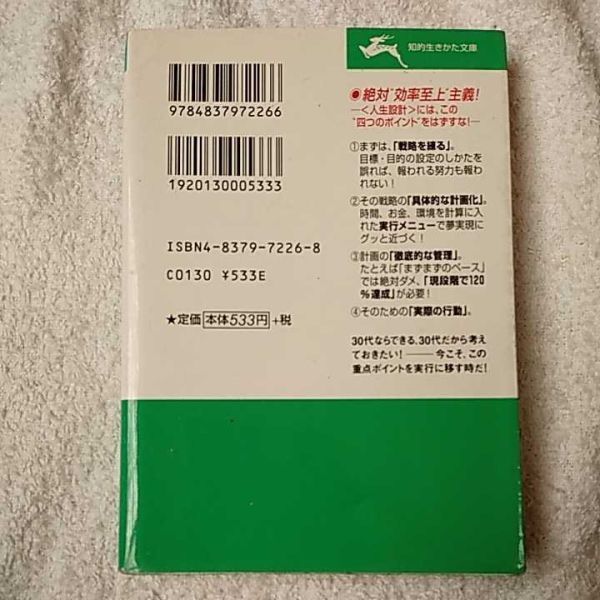 知的生きかた文庫
9784837972266
1920130005333
ISBN4-8379-7226-8
C0130 ¥533E
★定価 本体533円 +税
●絶対“効率至上”主義!
—<人生設計>には、この
“四つのポイント”をはずすな!—
①まずは、「戦略を練る」。
目標・目的の設定のしかたを
誤れば、報われる努力も報わ
れない!
②その戦略の「具体的な計画化」。
時間、お金、環境を計算に入
れた実行メニューで夢実現に
グッと近づく!
③計画の「徹底的な管理」。
たとえば「まずまずのペース」
では絶対ダメ、「現段階で120
%達成」が必要!
④そのための「実際の行動」。
30代ならできる、30代だから考え
ておきたい!——今こそ、この
重点ポイントを実行に移す時だ!